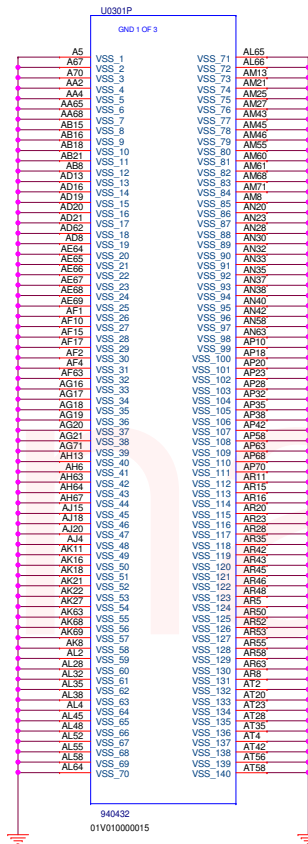 U0301P
GND 1 OF 3
A5 VSS_1 VSS_71 AL65
A67 VSS_2 VSS_72 AL66
A70 VSS_3 VSS_73 AM13
AA2 VSS_4 VSS_74 AM21
AA4 VSS_5 VSS_75 AM25
AA65 VSS_6 VSS_76 AM27
AA68 VSS_7 VSS_77 AM43
AB15 VSS_8 VSS_78 AM45
AB16 VSS_9 VSS_79 AM46
AB18 VSS_10 VSS_80 AM55
AB21 VSS_11 VSS_81 AM60
AB8 VSS_12 VSS_82 AM61
AD13 VSS_13 VSS_83 AM68
AD16 VSS_14 VSS_84 AM71
AD19 VSS_15 VSS_85 AM8
AD20 VSS_16 VSS_86 AN20
AD21 VSS_17 VSS_87 AN23
AD62 VSS_18 VSS_88 AN28
AD8 VSS_19 VSS_89 AN30
AE64 VSS_20 VSS_90 AN32
AE65 VSS_21 VSS_91 AN33
AE66 VSS_22 VSS_92 AN35
AE67 VSS_23 VSS_93 AN37
AE68 VSS_24 VSS_94 AN38
AE69 VSS_25 VSS_95 AN40
AF1 VSS_26 VSS_96 AN42
AF10 VSS_27 VSS_97 AN58
AF15 VSS_28 VSS_98 AN63
AF17 VSS_29 VSS_99 AP10
AF2 VSS_30 VSS_100 AP18
AF4 VSS_31 VSS_101 AP20
AF63 VSS_32 VSS_102 AP23
AG16 VSS_33 VSS_103 AP28
AG17 VSS_34 VSS_104 AP32
AG18 VSS_35 VSS_105 AP35
AG19 VSS_36 VSS_106 AP38
AG20 VSS_37 VSS_107 AP42
AG21 VSS_38 VSS_108 AP58
AG71 VSS_39 VSS_109 AP63
AH13 VSS_40 VSS_110 AP68
AH6 VSS_41 VSS_111 AP70
AH63 VSS_42 VSS_112 AR11
AH64 VSS_43 VSS_113 AR15
AH67 VSS_44 VSS_114 AR16
AJ15 VSS_45 VSS_115 AR20
AJ18 VSS_46 VSS_116 AR23
AJ20 VSS_47 VSS_117 AR28
AJ4 VSS_48 VSS_118 AR35
AK11 VSS_49 VSS_119 AR42
AK16 VSS_50 VSS_120 AR43
AK18 VSS_51 VSS_121 AR45
AK21 VSS_52 VSS_122 AR46
AK22 VSS_53 VSS_123 AR48
AK27 VSS_54 VSS_124 AR5
AK63 VSS_55 VSS_125 AR50
AK68 VSS_56 VSS_126 AR52
AK69 VSS_57 VSS_127 AR53
AK8 VSS_58 VSS_128 AR55
AL2 VSS_59 VSS_129 AR58
AL28 VSS_60 VSS_130 AR63
AL32 VSS_61 VSS_131 AR8
AL35 VSS_62 VSS_132 AT2
AL38 VSS_63 VSS_133 AT20
AL4 VSS_64 VSS_134 AT23
AL45 VSS_65 VSS_135 AT28
AL48 VSS_66 VSS_136 AT35
AL52 VSS_67 VSS_137 AT4
AL55 VSS_68 VSS_138 AT42
AL58 VSS_69 VSS_139 AT56
AL64 VSS_70 VSS_140 AT58
940432
01V010000015